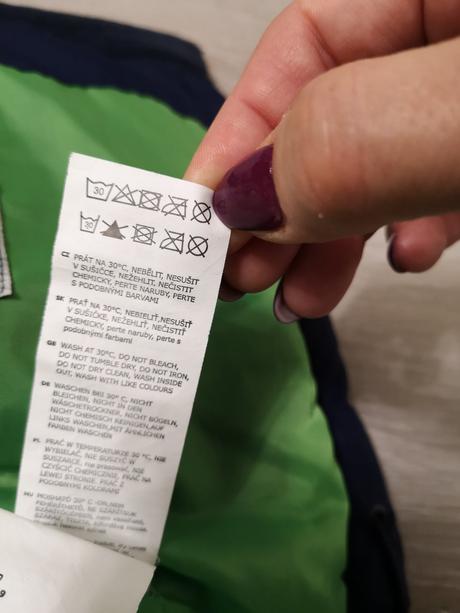 30
30
CZ PRÁT NA 30°C, NEBĚLIT, NESUŠIT
V SUŠIČCE, NEŽEHLIT, NEČISTIT
CHEMICKY, PERTE NARUBY, PERTE
S PODOBNÝMI BARVAMI
SK PRAŤ NA 30°C, NEBIELIŤ,NESUŠIŤ
V SUŠIČKE, NEŽEHLIŤ, NEČISTIŤ
CHEMICKY, perte naruby, perte s
podobnými farbami
GE WASH AT 30°C, DO NOT BLEACH,
DO NOT TUMBLE DRY, DO NOT IRON,
DO NOT DRY CLEAN, WASH INSIDE
OUT, WASH WITH LIKE COLOURS
DE WASCHEN BEI 30°C, NICHT
BLEICHEN, NICHT IN DEN
WÄSCHETROCKNER, NICHT BÜGELN,
NICHT CHEMISCH REINIGEN,AUF
LINKS WASCHEN,MIT ÄHNLICHEN
FARBEN WASCHEN
PL PRAĆ W TEMPERATURZE 30 °C, NIE
WYBIELAĆ, NIE SUSZYĆ W
SUSZARCE, nie prasować, NIE
CZYŚCIĆ CHEMICZNIE, PRAĆ NA
LEWEJ STRONIE, PRAĆ Z
PODOBNYMI KOLORAMI
HU MOSHATÓ 30° C
9